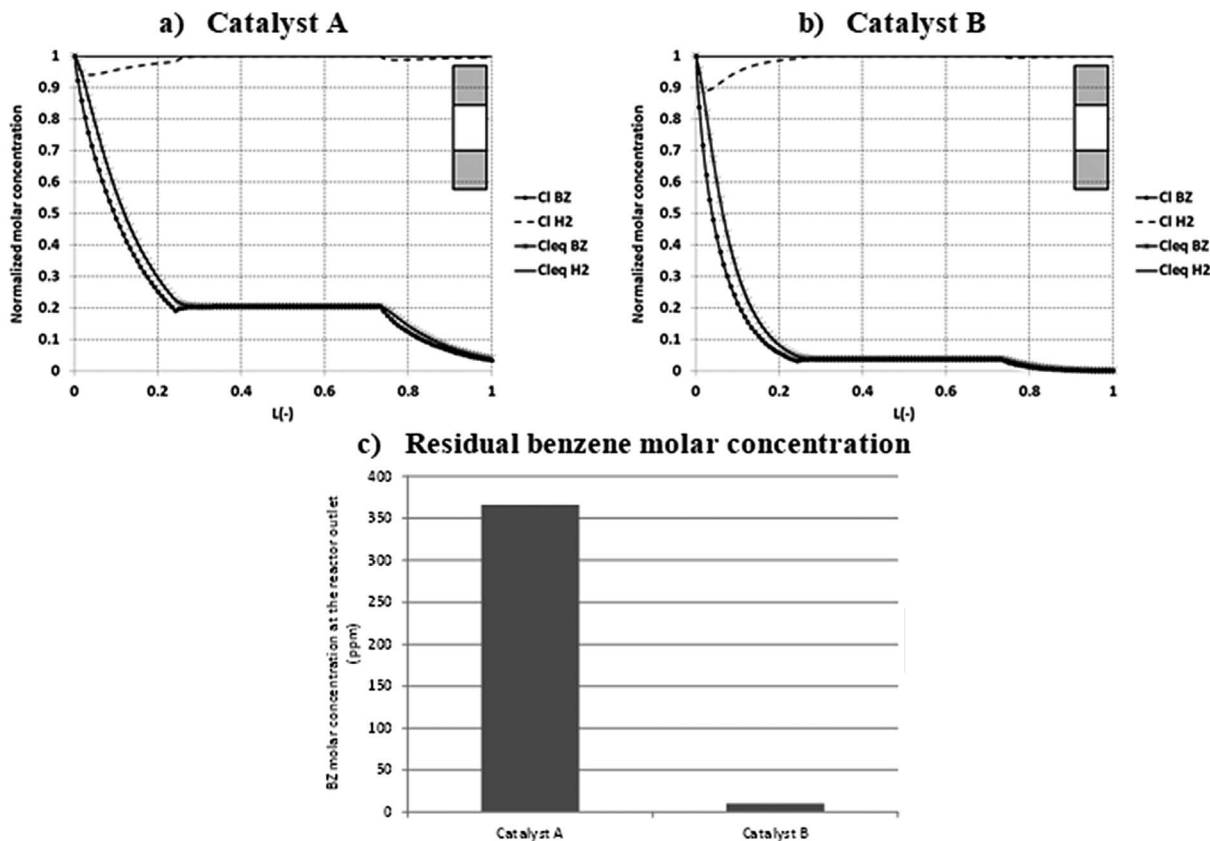 a) Catalyst A
Normalized molar concentration
1
0.9
0.8
0.7
0.6
0.5
0.4
0.3
0.2
0.1
0
0
0.2
0.4
0.6
0.8
1
L(-)
Cl BZ
Cl H2
Cleq BZ
Cleq H2
b) Catalyst B
Normalized molar concentration
1
0.9
0.8
0.7
0.6
0.5
0.4
0.3
0.2
0.1
0
0
0.2
0.4
0.6
0.8
1
L(-)
Cl BZ
Cl H2
Cleq BZ
Cleq H2
c) Residual benzene molar concentration
BZ molar concentration at the reactor outlet
(ppm)
400
350
300
250
200
150
100
50
0
Catalyst A
Catalyst B